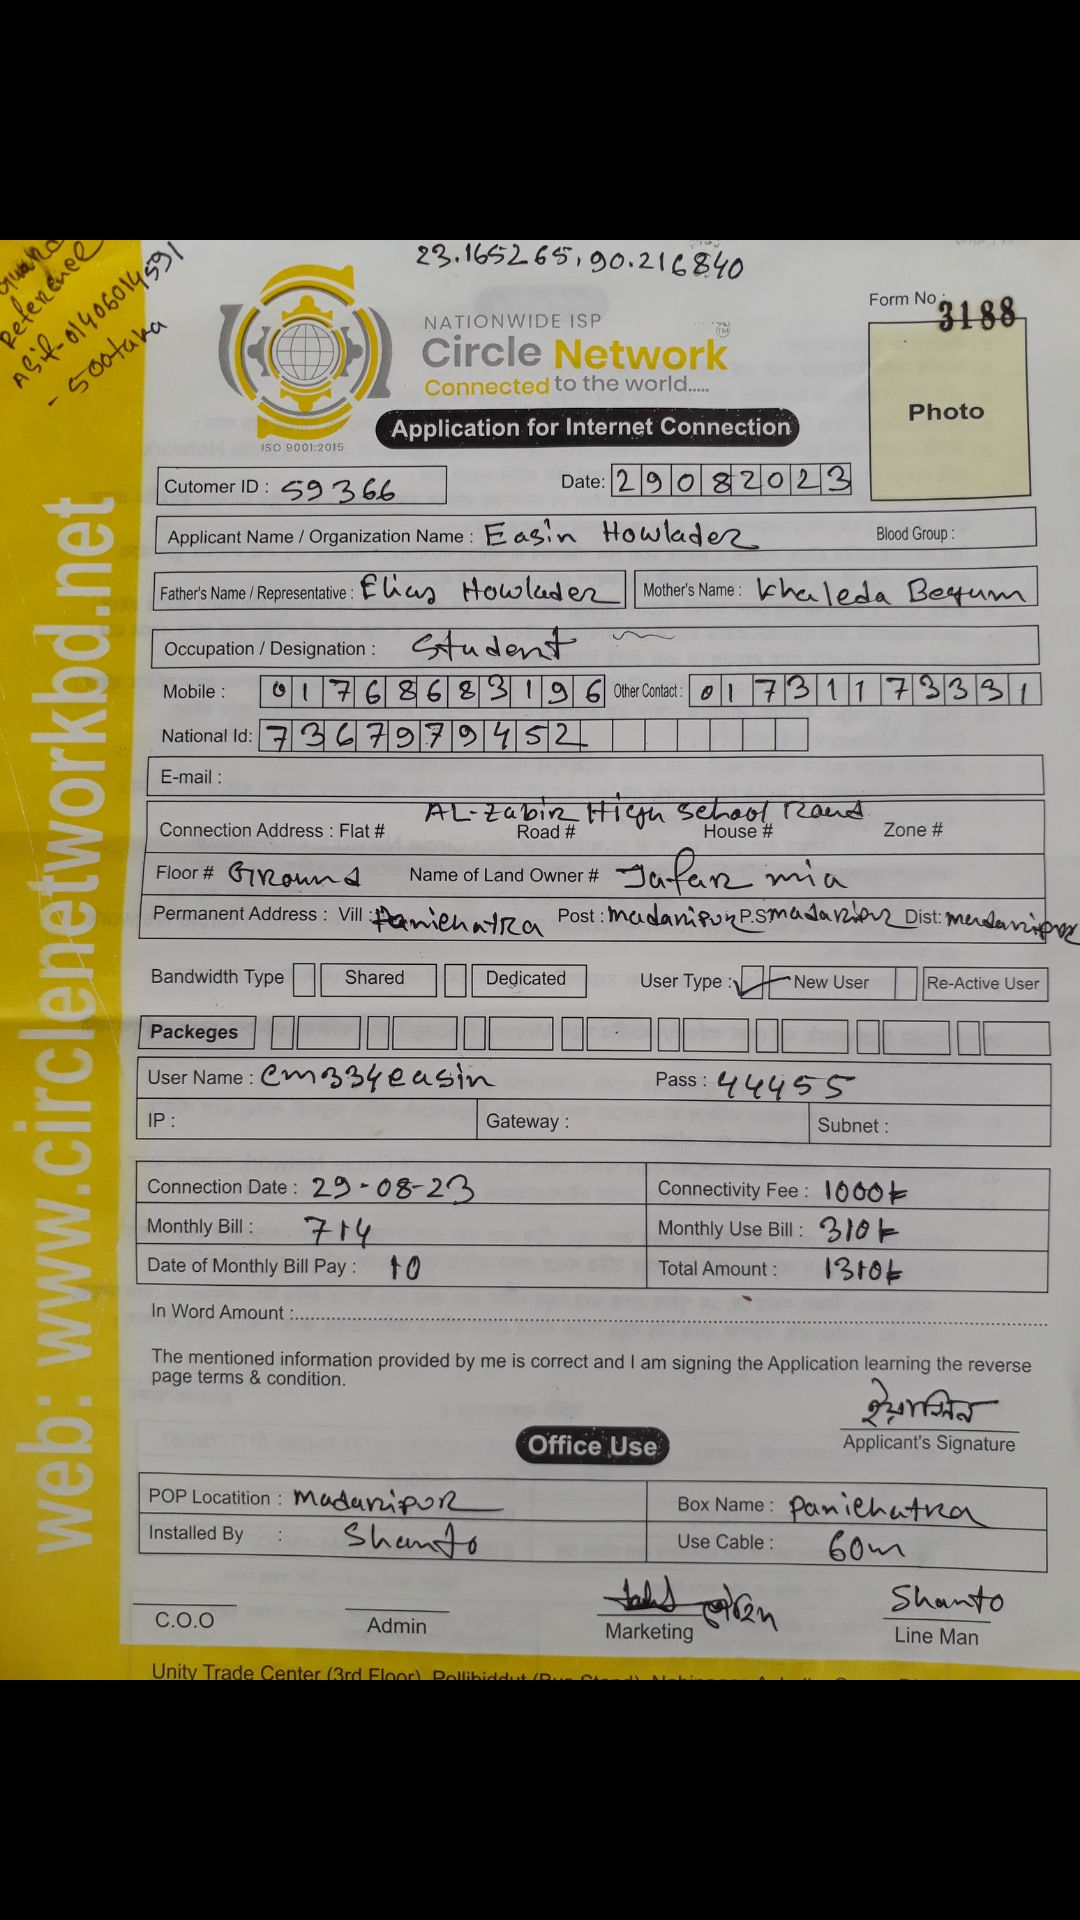 Reference
Asif-01406014591
- 500taka
23.165265, 90.216840
NATIONWIDE ISP
Circle Network TM
Connected to the world.....
ISO 9001:2015
Application for Internet Connection
Form No : 3188
Photo
Cutomer ID : 59366 Date: 29082023
Applicant Name / Organization Name : Easin Howlader Blood Group :
Father's Name / Representative : Elias Howlader Mother's Name : Khaleda Begum
Occupation / Designation : Student
Mobile : 01768683196 Other Contact : 01731173331
National Id: 7367979452
E-mail :
AL-Zabir High School Road
Connection Address : Flat # Road # House # Zone #
Floor # Ground Name of Land Owner # Jafar mia
Permanent Address : Vill : Panichatra Post : madaripur P.S madaripur Dist: madaripur
Bandwidth Type Shared Dedicated User Type : New User Re-Active User
Packeges
User Name : cm334easin Pass : 44455
IP : Gateway : Subnet :
Connection Date : 29-08-23 Connectivity Fee : 1000৳
Monthly Bill : 714 Monthly Use Bill : 310৳
Date of Monthly Bill Pay : 10 Total Amount : 1310৳
In Word Amount :
The mentioned information provided by me is correct and I am signing the Application learning the reverse
page terms & condition.
ইয়াসিন
Applicant's Signature
Office Use
POP Locatition : Madaripur Box Name : Panichatra
Installed By : Shanto Use Cable : 60m
Shanto
C.O.O Admin Marketing Line Man
Unity Trade Center (3rd Floor), Pollibiddut (Bus Stand),
web: www.circlenetworkbd.net